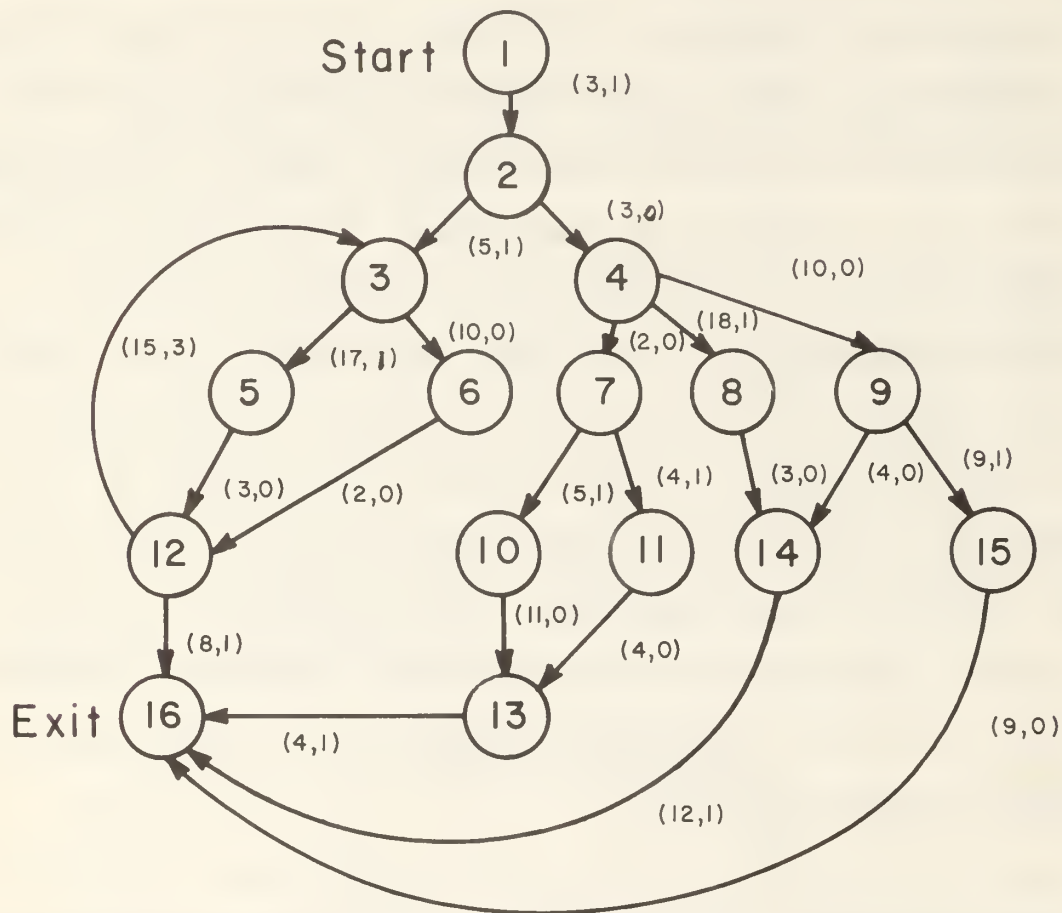 Start 1
(3,1)
2
(3,0)
(5,1)
(10,0)
3 4
(15,3) (17,1) (10,0) (2,0) (18,1)
5 6 7 8 9
(3,0) (2,0) (5,1) (4,1) (3,0) (4,0) (9,1)
12 10 11 14 15
(8,1) (11,0) (4,0)
Exit 16 13
(4,1) (9,0)
(12,1)